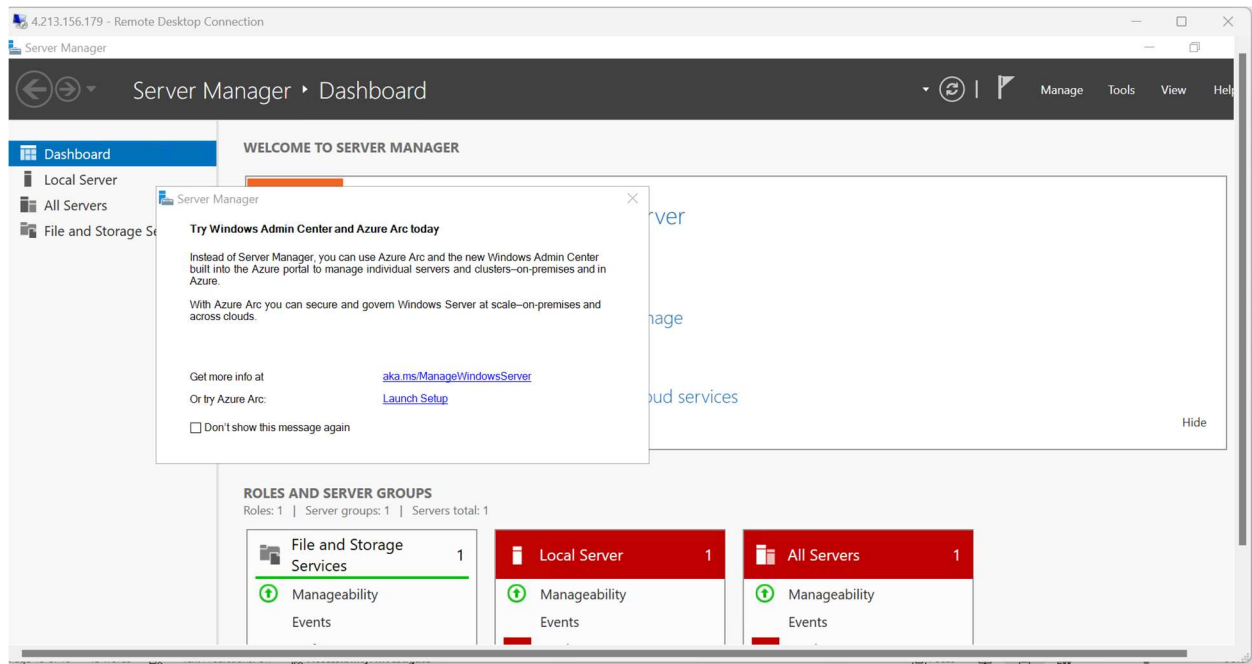 4.213.156.179 - Remote Desktop Connection
Server Manager
Server Manager • Dashboard
Manage Tools View Help
Dashboard
Local Server
All Servers
File and Storage Se
WELCOME TO SERVER MANAGER
rver
nage
oud services
Hide
Server Manager
Try Windows Admin Center and Azure Arc today
Instead of Server Manager, you can use Azure Arc and the new Windows Admin Center
built into the Azure portal to manage individual servers and clusters–on-premises and in
Azure.
With Azure Arc you can secure and govern Windows Server at scale–on-premises and
across clouds.
Get more info at aka.ms/ManageWindowsServer
Or try Azure Arc: Launch Setup
Don't show this message again
ROLES AND SERVER GROUPS
Roles: 1 | Server groups: 1 | Servers total: 1
File and Storage
Services 1
Manageability
Events
Local Server 1
Manageability
Events
All Servers 1
Manageability
Events